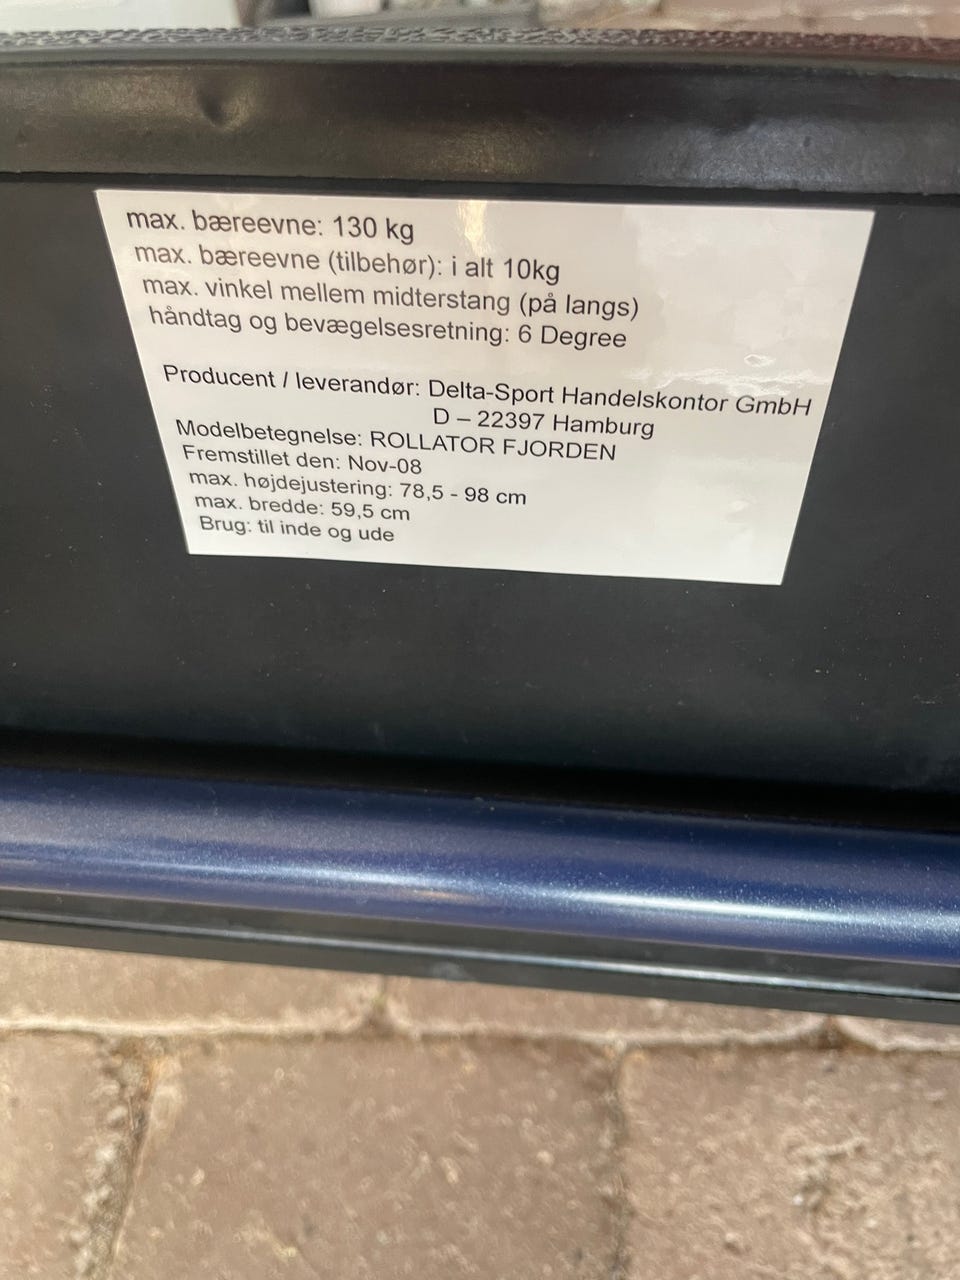 max. bæreevne: 130 kg
max. bæreevne (tilbehør): i alt 10kg
max. vinkel mellem midterstang (på langs)
håndtag og bevægelsesretning: 6 Degree
Producent / leverandør: Delta-Sport Handelskontor GmbH
D – 22397 Hamburg
Modelbetegnelse: ROLLATOR FJORDEN
Fremstillet den: Nov-08
max. højdejustering: 78,5 - 98 cm
max. bredde: 59,5 cm
Brug: til inde og ude